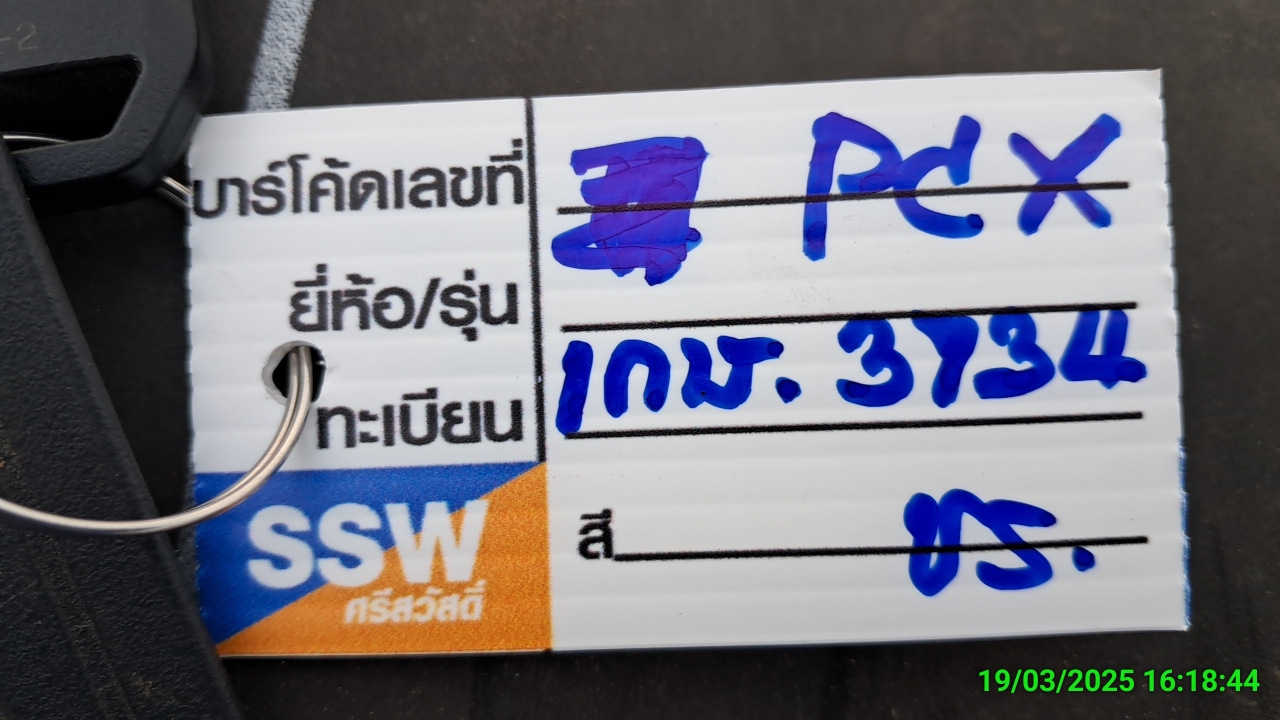 -2
บาร์โค้ดเลขที่ PCX
ยี่ห้อ/รุ่น
ทะเบียน 1กษ. 3734
สี ขร.
SSW
ศรีสวัสดิ์
19/03/2025 16:18:44